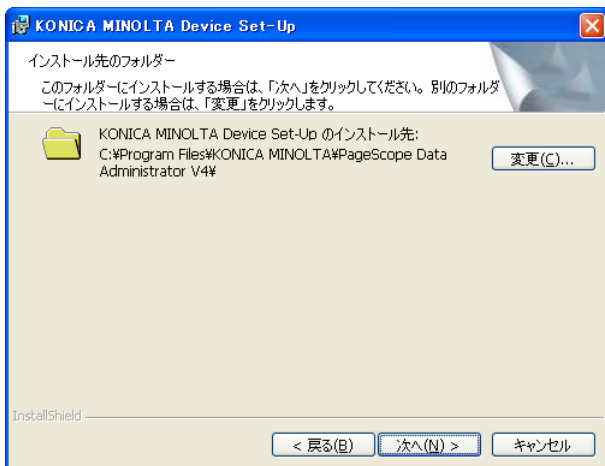 KONICA MINOLTA Device Set-Up
インストール先のフォルダー
このフォルダーにインストールする場合は、「次へ」をクリックしてください。別のフォルダ
ーにインストールする場合は、「変更」をクリックします。
KONICA MINOLTA Device Set-Up のインストール先:
C:¥Program Files¥KONICA MINOLTA¥PageScope Data
Administrator V4¥
変更(C)...
InstallShield
< 戻る(B)
次へ(N) >
キャンセル